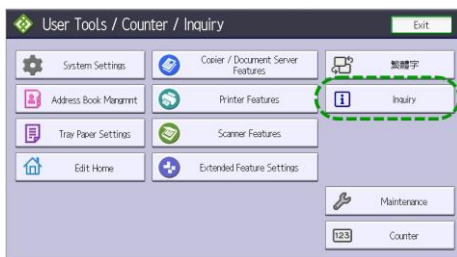 User Tools / Counter / Inquiry
Exit
System Settings
Copier / Document Server
Features
繁體字
Address Book Mangmnt
Printer Features
Inquiry
Tray Paper Settings
Scanner Features
Edit Home
Extended Feature Settings
Maintenance
123
Counter